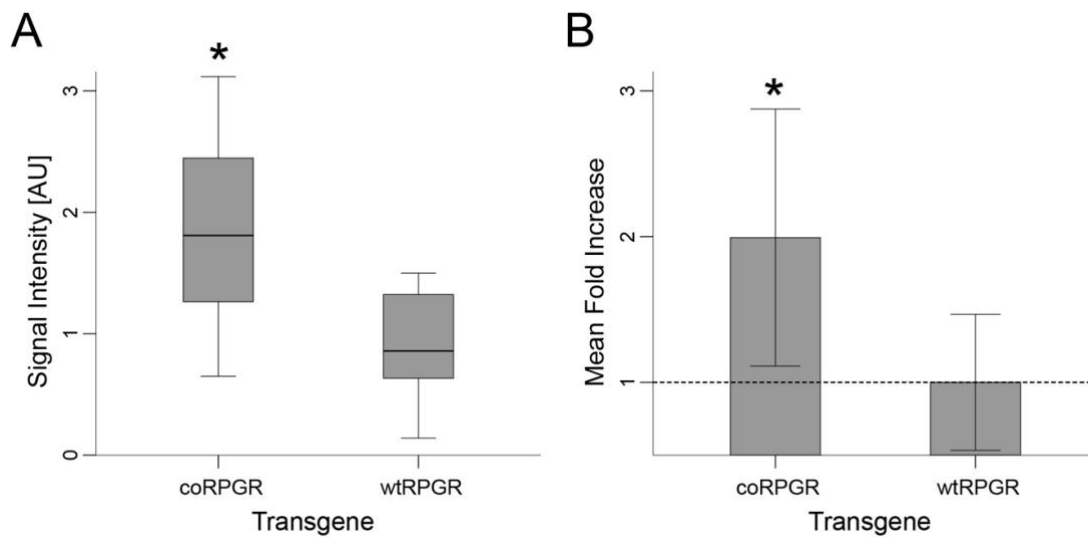 A
*
3
2
1
0
Signal Intensity [AU]
coRPGR wtRPGR
Transgene
B
*
3
2
1
Mean Fold Increase
coRPGR wtRPGR
Transgene